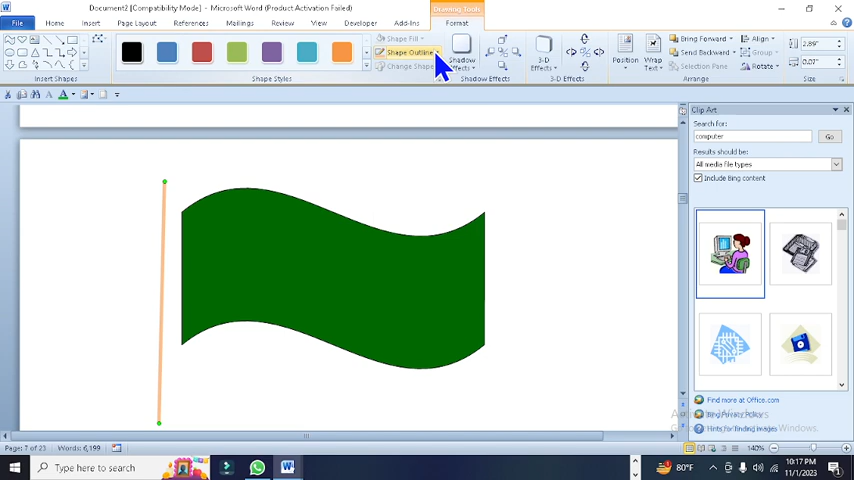 Document2 [Compatibility Mode] - Microsoft Word (Product Activation Failed)
Drawing Tools
File
Home
Insert
Page Layout
References
Mailings
Review
View
Developer
Add-Ins
Format
Shape Fill
Shape Outline
Change Shape
Shadow Effects
3-D Effects
Position
Wrap Text
Bring Forward
Send Backward
Selection Pane
Align
Group
Rotate
2.89"
0.07"
Insert Shapes
Shape Styles
Shadow Effects
3-D Effects
Arrange
Size
Clip Art
Search for:
computer
Go
Results should be:
All media file types
Include Bing content
Find more at Office.com
Hints for finding images
Page: 7 of 23
Words: 6,199
140%
Type here to search
80°F
10:17 PM
11/1/2023